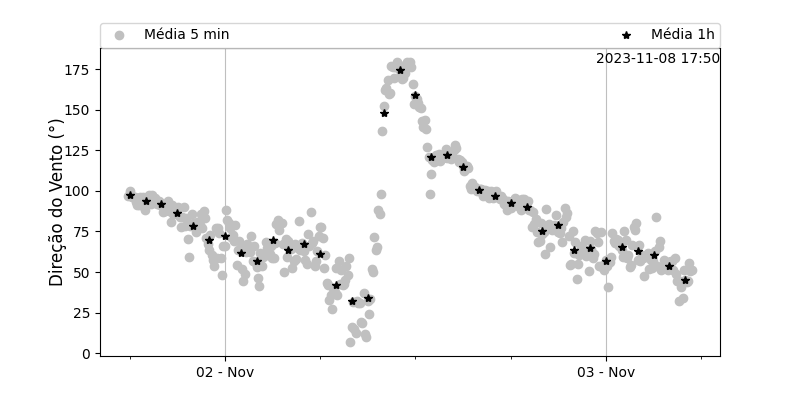 Média 5 min
Média 1h
2023-11-08 17:50
Direção do Vento (°)
175
150
125
100
75
50
25
0
02 - Nov
03 - Nov